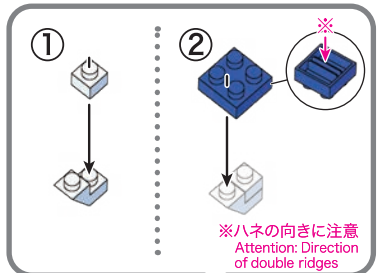 ①
②
※
※ハネの向きに注意
Attention: Direction
of double ridges